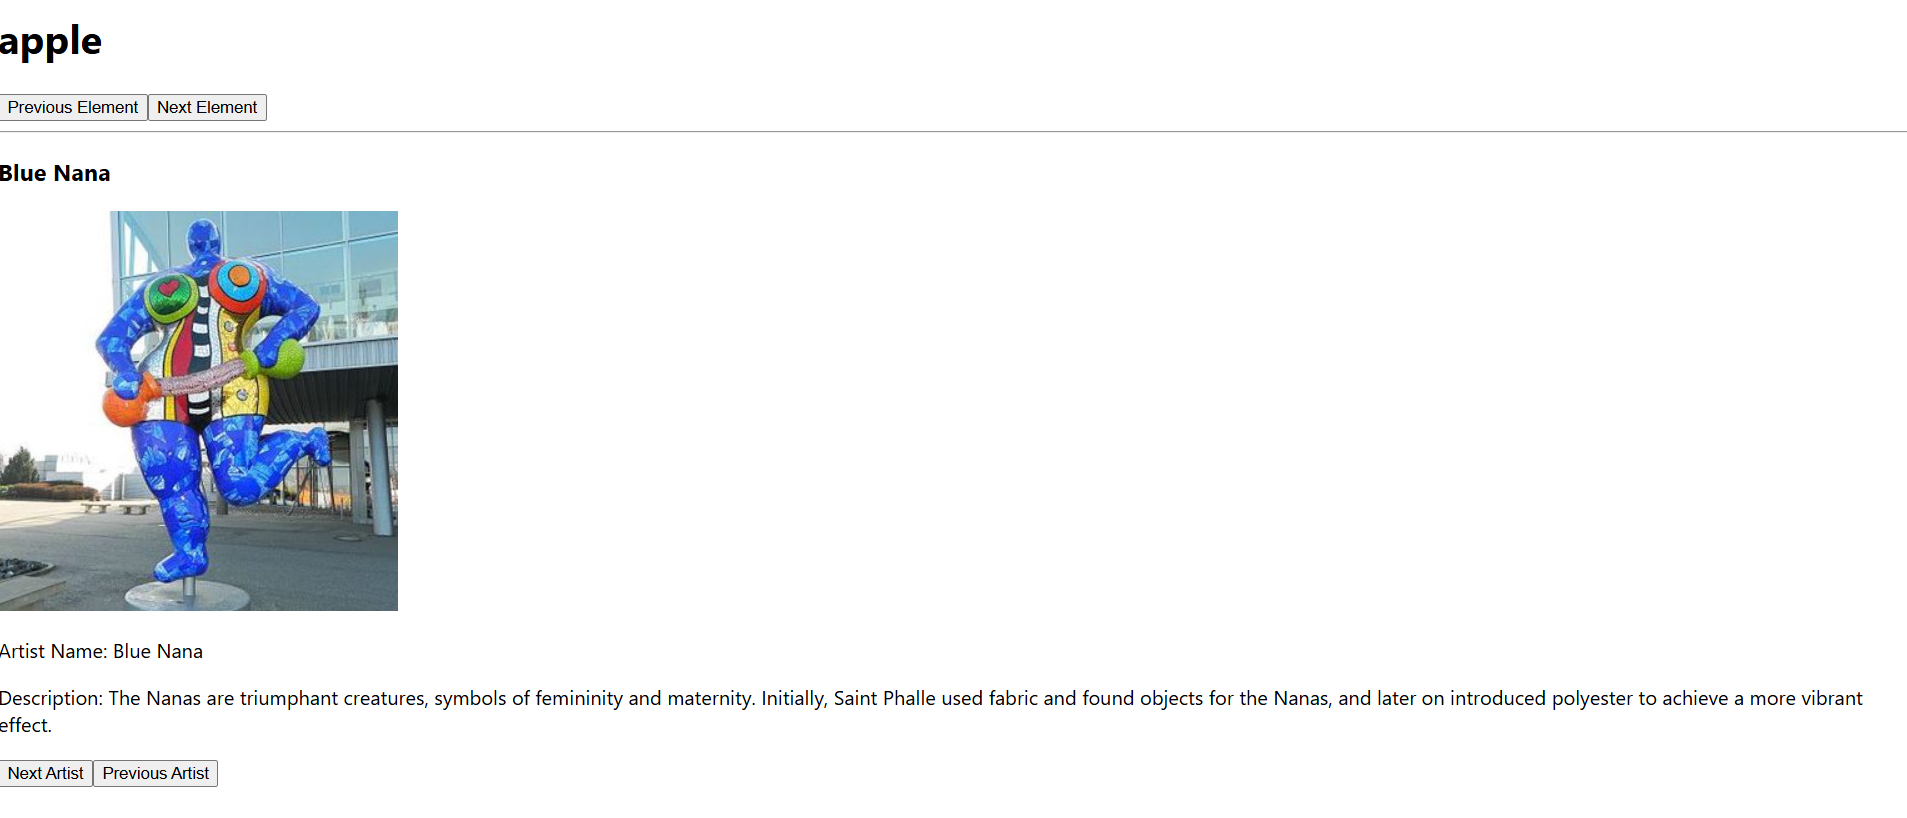 apple
Previous Element Next Element
Blue Nana
Artist Name: Blue Nana
Description: The Nanas are triumphant creatures, symbols of femininity and maternity. Initially, Saint Phalle used fabric and found objects for the Nanas, and later on introduced polyester to achieve a more vibrant
effect.
Next Artist Previous Artist